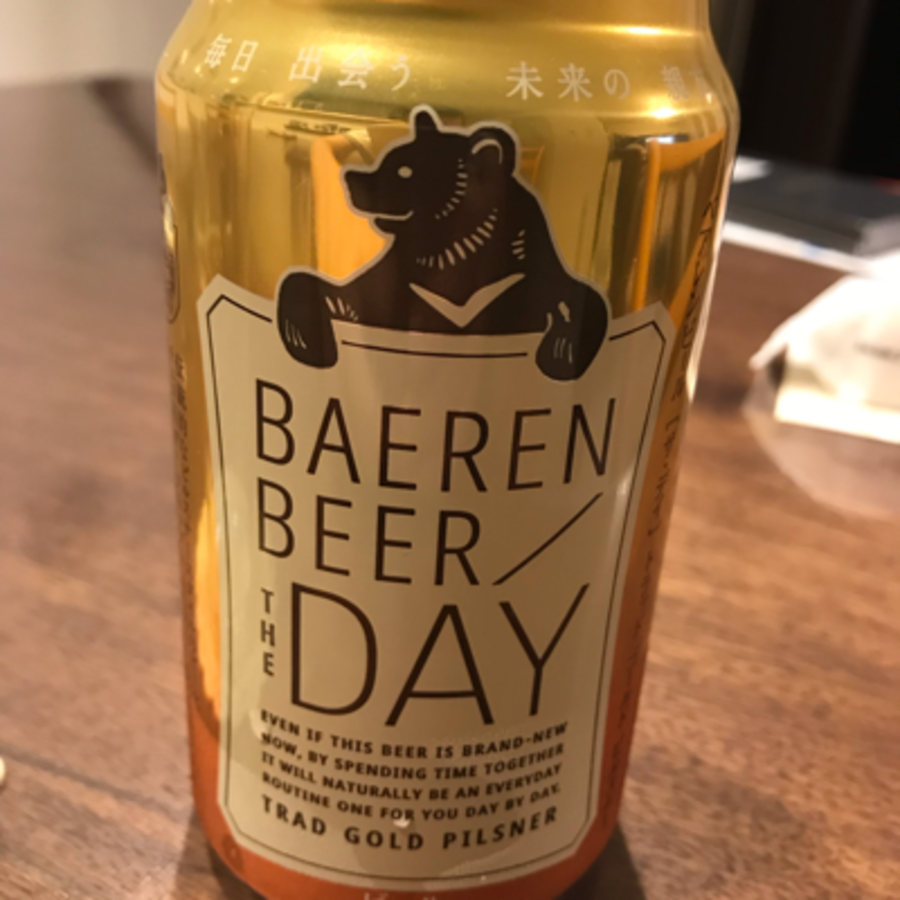 毎日 出会う 未来の
BAEREN
BEER
THE DAY
EVEN IF THIS BEER IS BRAND-NEW
NOW, BY SPENDING TIME TOGETHER
IT WILL NATURALLY BE AN EVERYDAY
ROUTINE ONE FOR YOU DAY BY DAY.
TRAD GOLD PILSNER